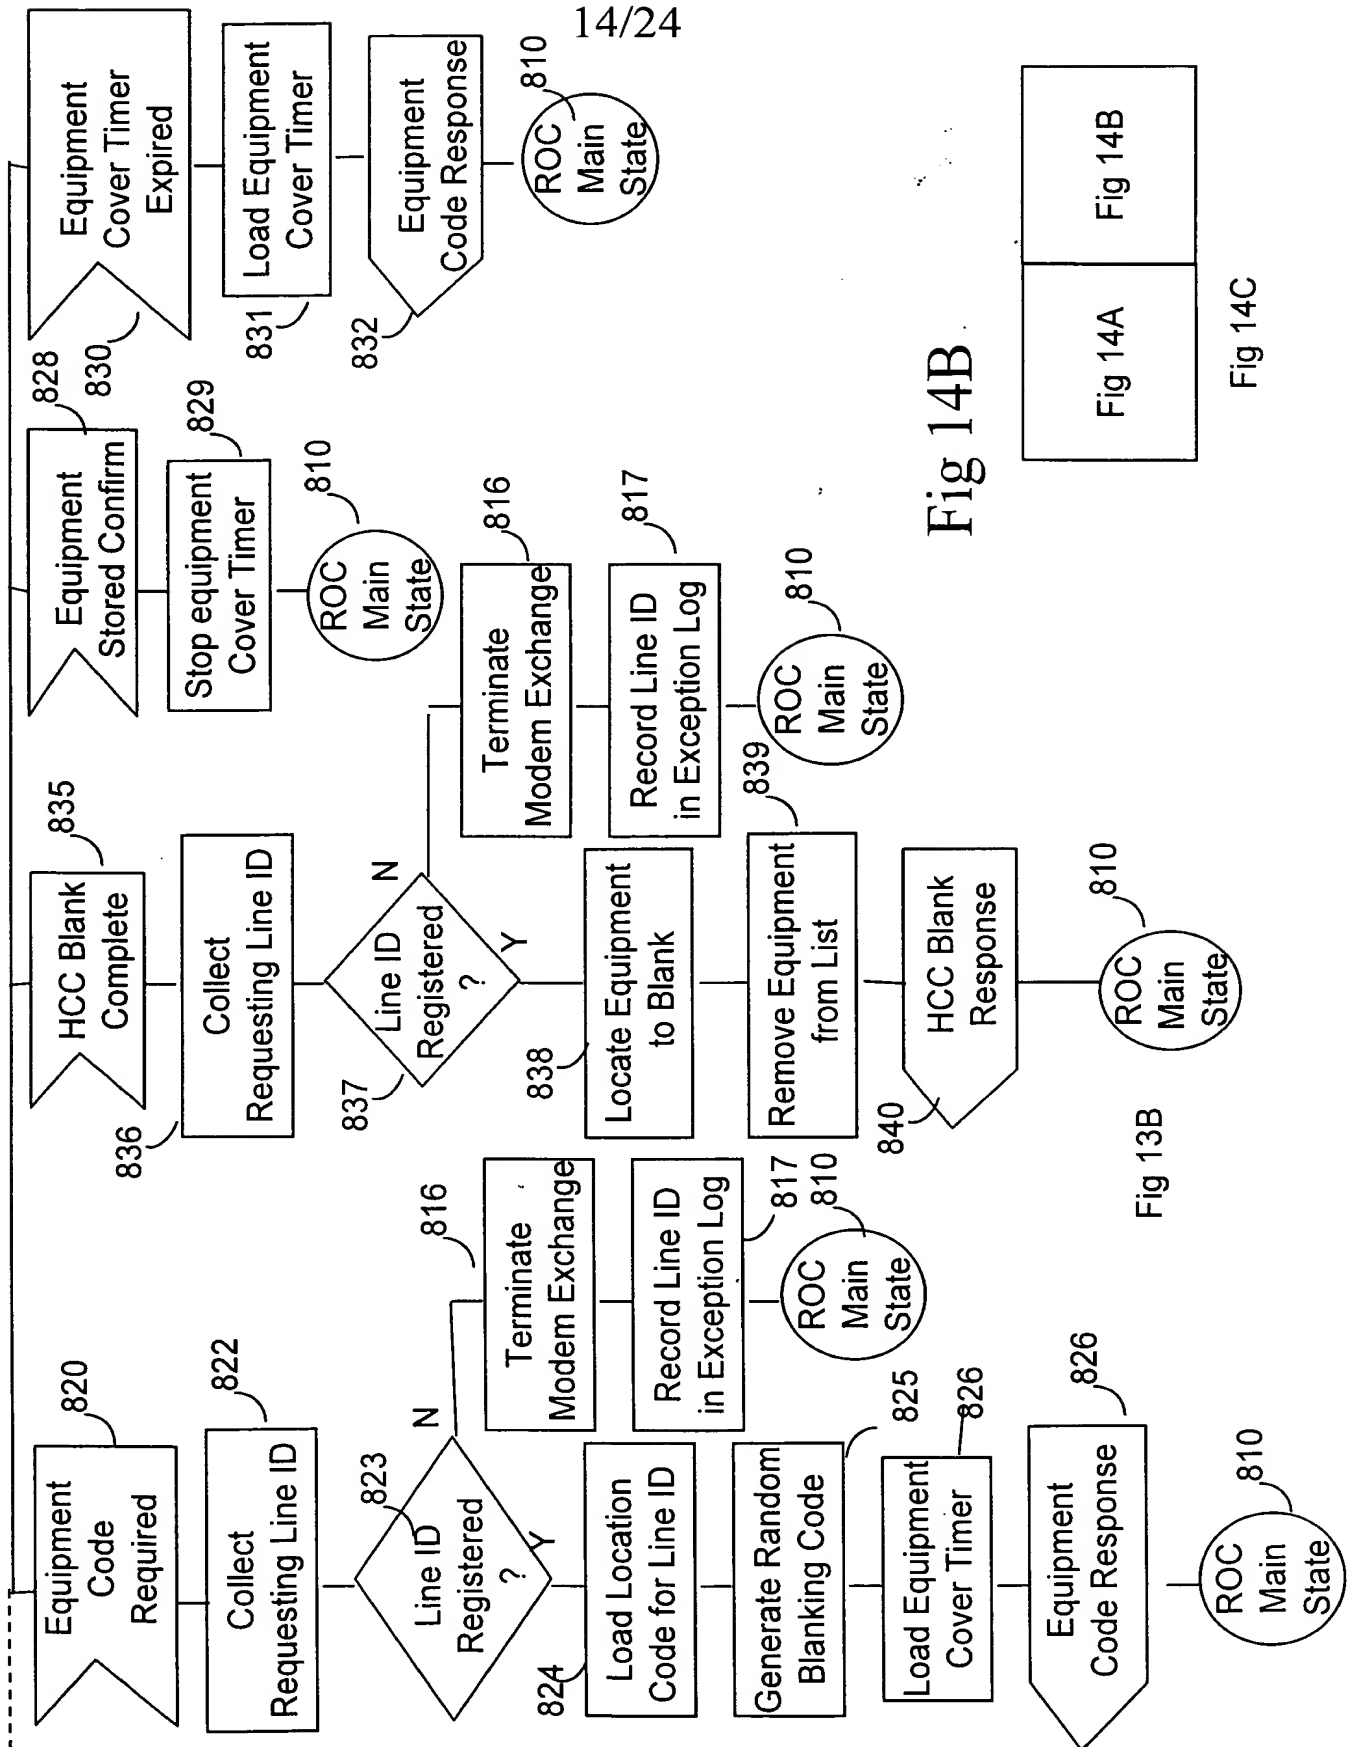 14/24
Equipment
Code
Required
820
Collect
Requesting Line ID
822
Line ID
Registered
?
823
N
Y
Terminate
Modem Exchange
816
Record Line ID
in Exception Log
817
ROC
Main
State
810
Load Location
Code for Line ID
824
Generate Random
Blanking Code
825
Load Equipment
Cover Timer
826
Equipment
Code Response
826
ROC
Main
State
810
HCC Blank
Complete
835
Collect
Requesting Line ID
836
Line ID
Registered
?
837
N
Y
Terminate
Modem Exchange
816
Record Line ID
in Exception Log
817
ROC
Main
State
810
Locate Equipment
to Blank
838
Remove Equipment
from List
839
HCC Blank
Response
840
ROC
Main
State
810
Fig 13B
Equipment
Stored Confirm
828
Stop equipment
Cover Timer
829
ROC
Main
State
810
Equipment
Cover Timer
Expired
830
Load Equipment
Cover Timer
831
Equipment
Code Response
832
ROC
Main
State
810
Fig 14B
Fig 14A
Fig 14B
Fig 14C